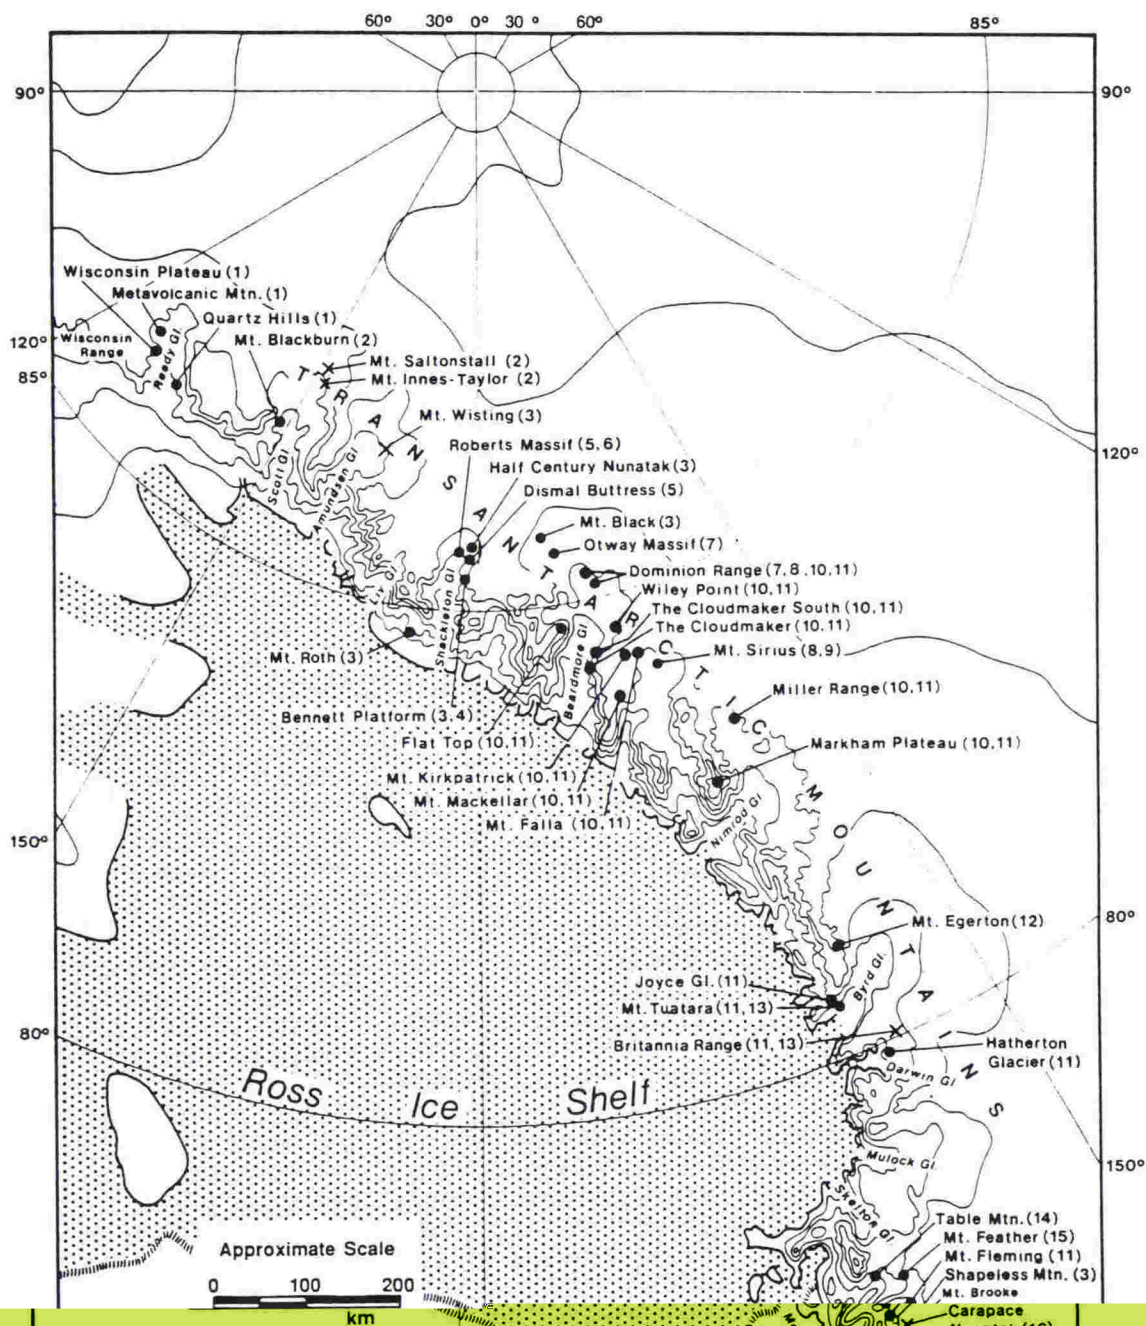 60° 30° 0° 30° 60° 85°
90° 90°
Wisconsin Plateau (1)
Metavolcanic Mtn. (1)
Quartz Hills (1)
Wisconsin
Range
Mt. Blackburn (2)
Reedy Gl.
120°
85°
Mt. Saltonstall (2)
Mt. Innes-Taylor (2)
Mt. Wisting (3)
Roberts Massif (5,6)
Half Century Nunatak (3)
Dismal Buttress (5)
120°
Scott Gl.
Amundsen Gl
Mt. Black (3)
Otway Massif (7)
Dominion Range (7,8,10,11)
Wiley Point (10,11)
The Cloudmaker South (10,11)
The Cloudmaker (10,11)
Mt. Sirius (8,9)
Shackleton Gl
Beardmore Gl
Mt. Roth (3)
Miller Range (10,11)
Bennett Platform (3,4)
Flat Top (10,11)
Markham Plateau (10,11)
Mt. Kirkpatrick (10,11)
Mt. Mackellar (10,11)
Mt. Falla (10,11)
Nimrod Gl
TRANSANTARCTIC MOUNTAINS
150°
80°
Mt. Egerton (12)
Byrd Gl.
Joyce Gl. (11)
Mt. Tuatara (11,13)
Britannia Range (11,13)
80°
Hatherton
Glacier (11)
Darwin Gl
Ross Ice Shelf
Mulock Gl.
150°
Skelton Gl
Table Mtn. (14)
Mt. Feather (15)
Mt. Fleming (11)
Shapeless Mtn. (3)
Mt. Brooke
Carapace
Approximate Scale
0 100 200
km